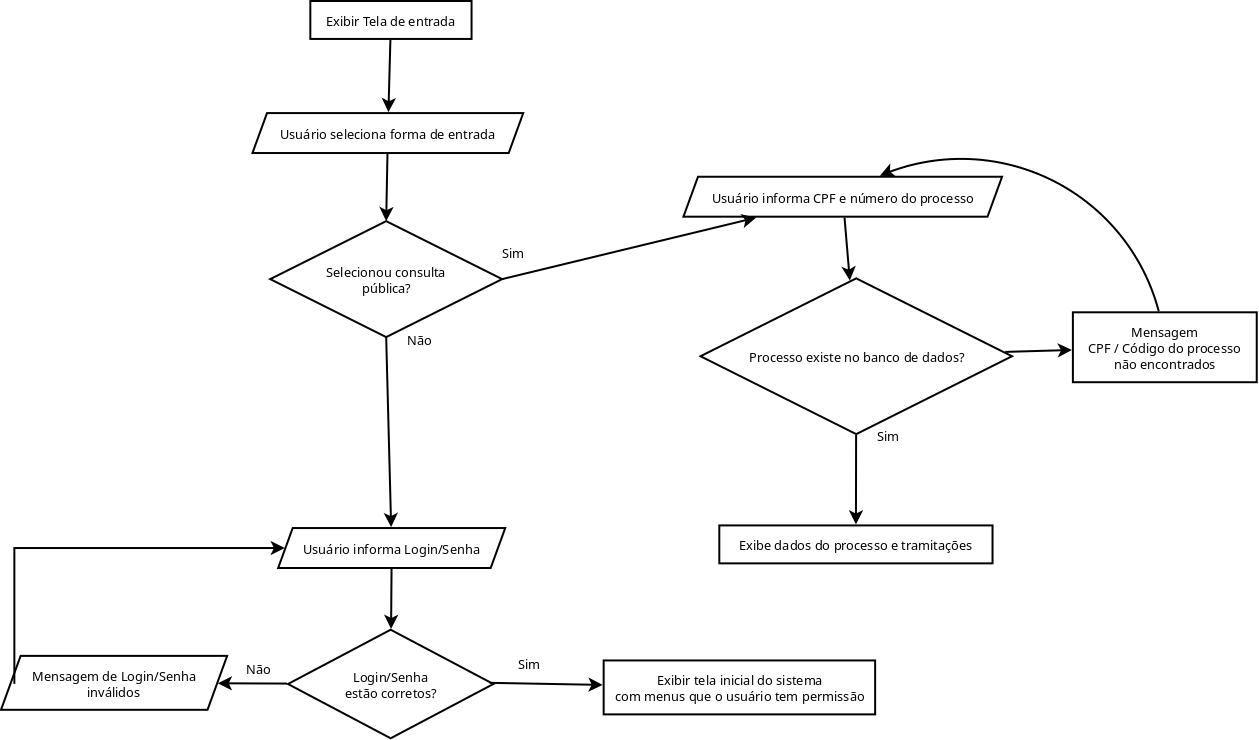 Exibir Tela de entrada
Usuário seleciona forma de entrada
Usuário informa CPF e número do processo
Sim
Selecionou consulta
pública?
Não
Mensagem
CPF / Código do processo
não encontrados
Processo existe no banco de dados?
Sim
Exibe dados do processo e tramitações
Usuário informa Login/Senha
Não
Sim
Mensagem de Login/Senha
inválidos
Login/Senha
estão corretos?
Exibir tela inicial do sistema
com menus que o usuário tem permissão